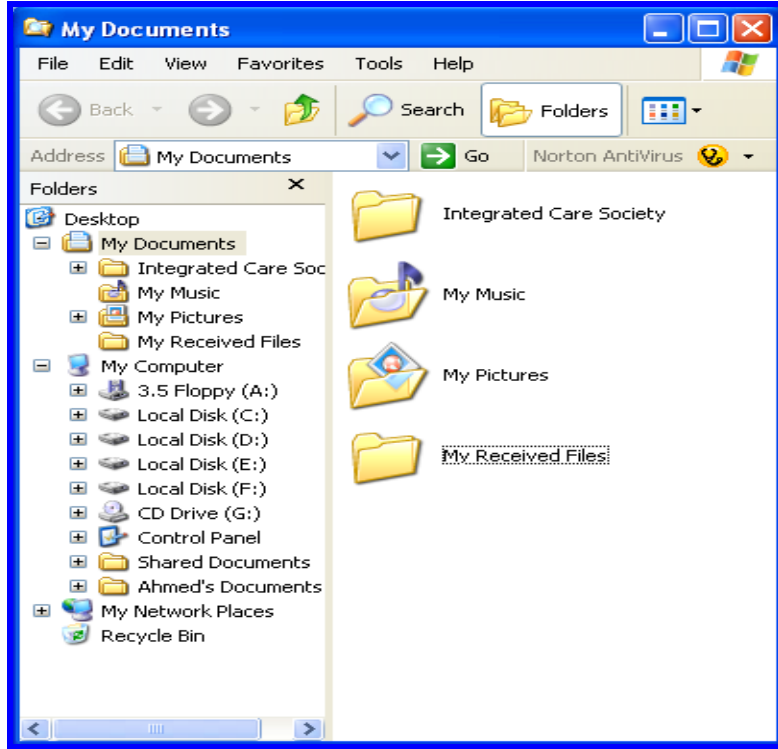 My Documents
File Edit View Favorites Tools Help
Back Search Folders
Address My Documents Go Norton AntiVirus
Folders
Desktop
My Documents
Integrated Care Soc
My Music
My Pictures
My Received Files
My Computer
3.5 Floppy (A:)
Local Disk (C:)
Local Disk (D:)
Local Disk (E:)
Local Disk (F:)
CD Drive (G:)
Control Panel
Shared Documents
Ahmed's Documents
My Network Places
Recycle Bin
Integrated Care Society
My Music
My Pictures
My Received Files